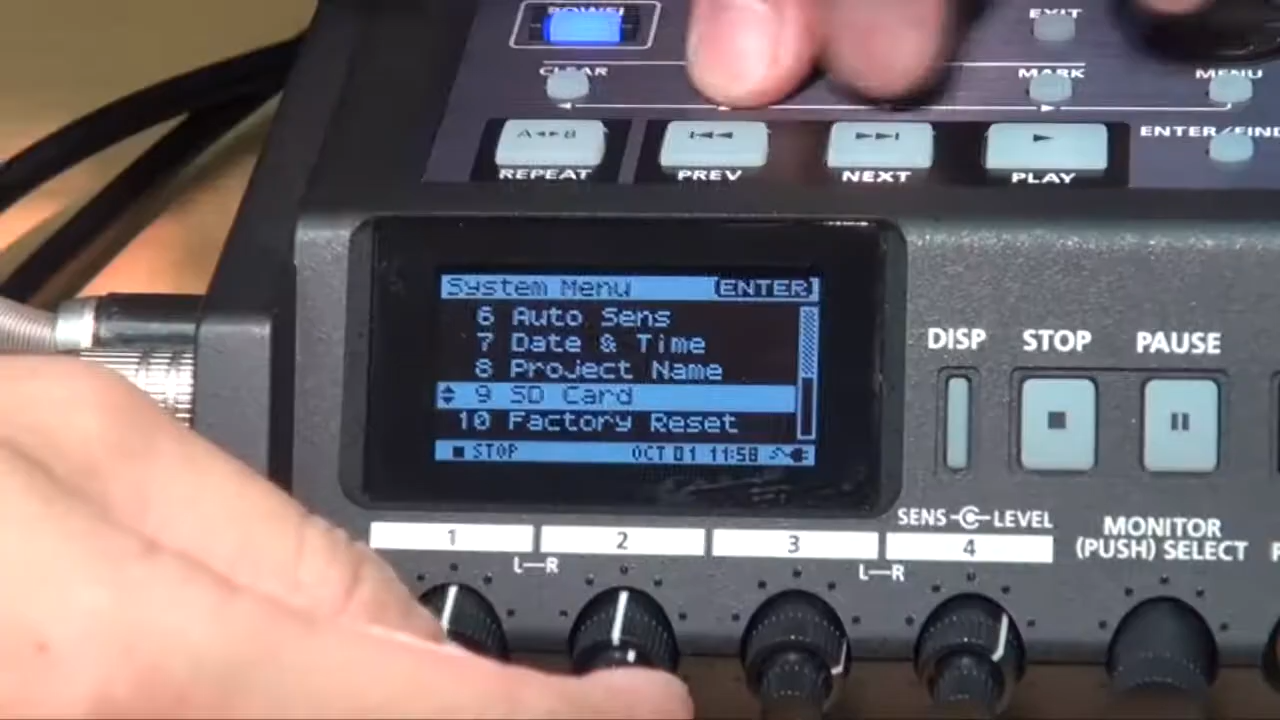 POWER
EXIT
CLEAR
MARK
MENU
A B
REPEAT
PREV
NEXT
PLAY
ENTER/FIND
System Menu [ENTER]
6 Auto Sens
7 Date & Time
8 Project Name
9 SD Card
10 Factory Reset
STOP OCT 01 11:58
DISP
STOP
PAUSE
SENS LEVEL
1
2
3
4
L—R
L—R
MONITOR
(PUSH) SELECT